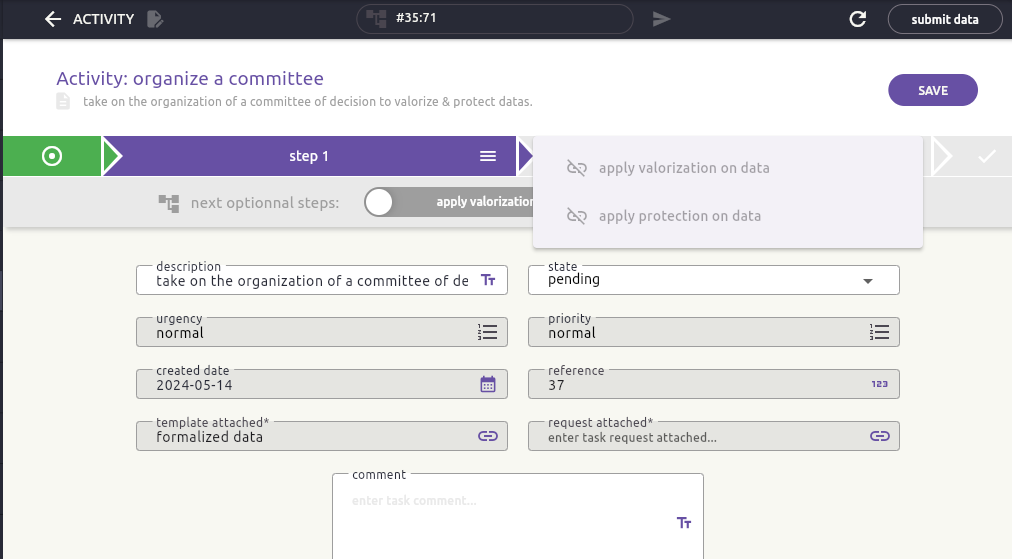 ACTIVITY
#35:71
submit data
Activity: organize a committee
take on the organization of a committee of decision to valorize & protect datas.
SAVE
step 1
apply valorization on data
apply protection on data
next optionnal steps:
apply valorization
description
take on the organization of a committee of de
state
pending
urgency
normal
priority
normal
created date
2024-05-14
reference
37
123
template attached*
formalized data
request attached*
enter task request attached...
comment
enter task comment...